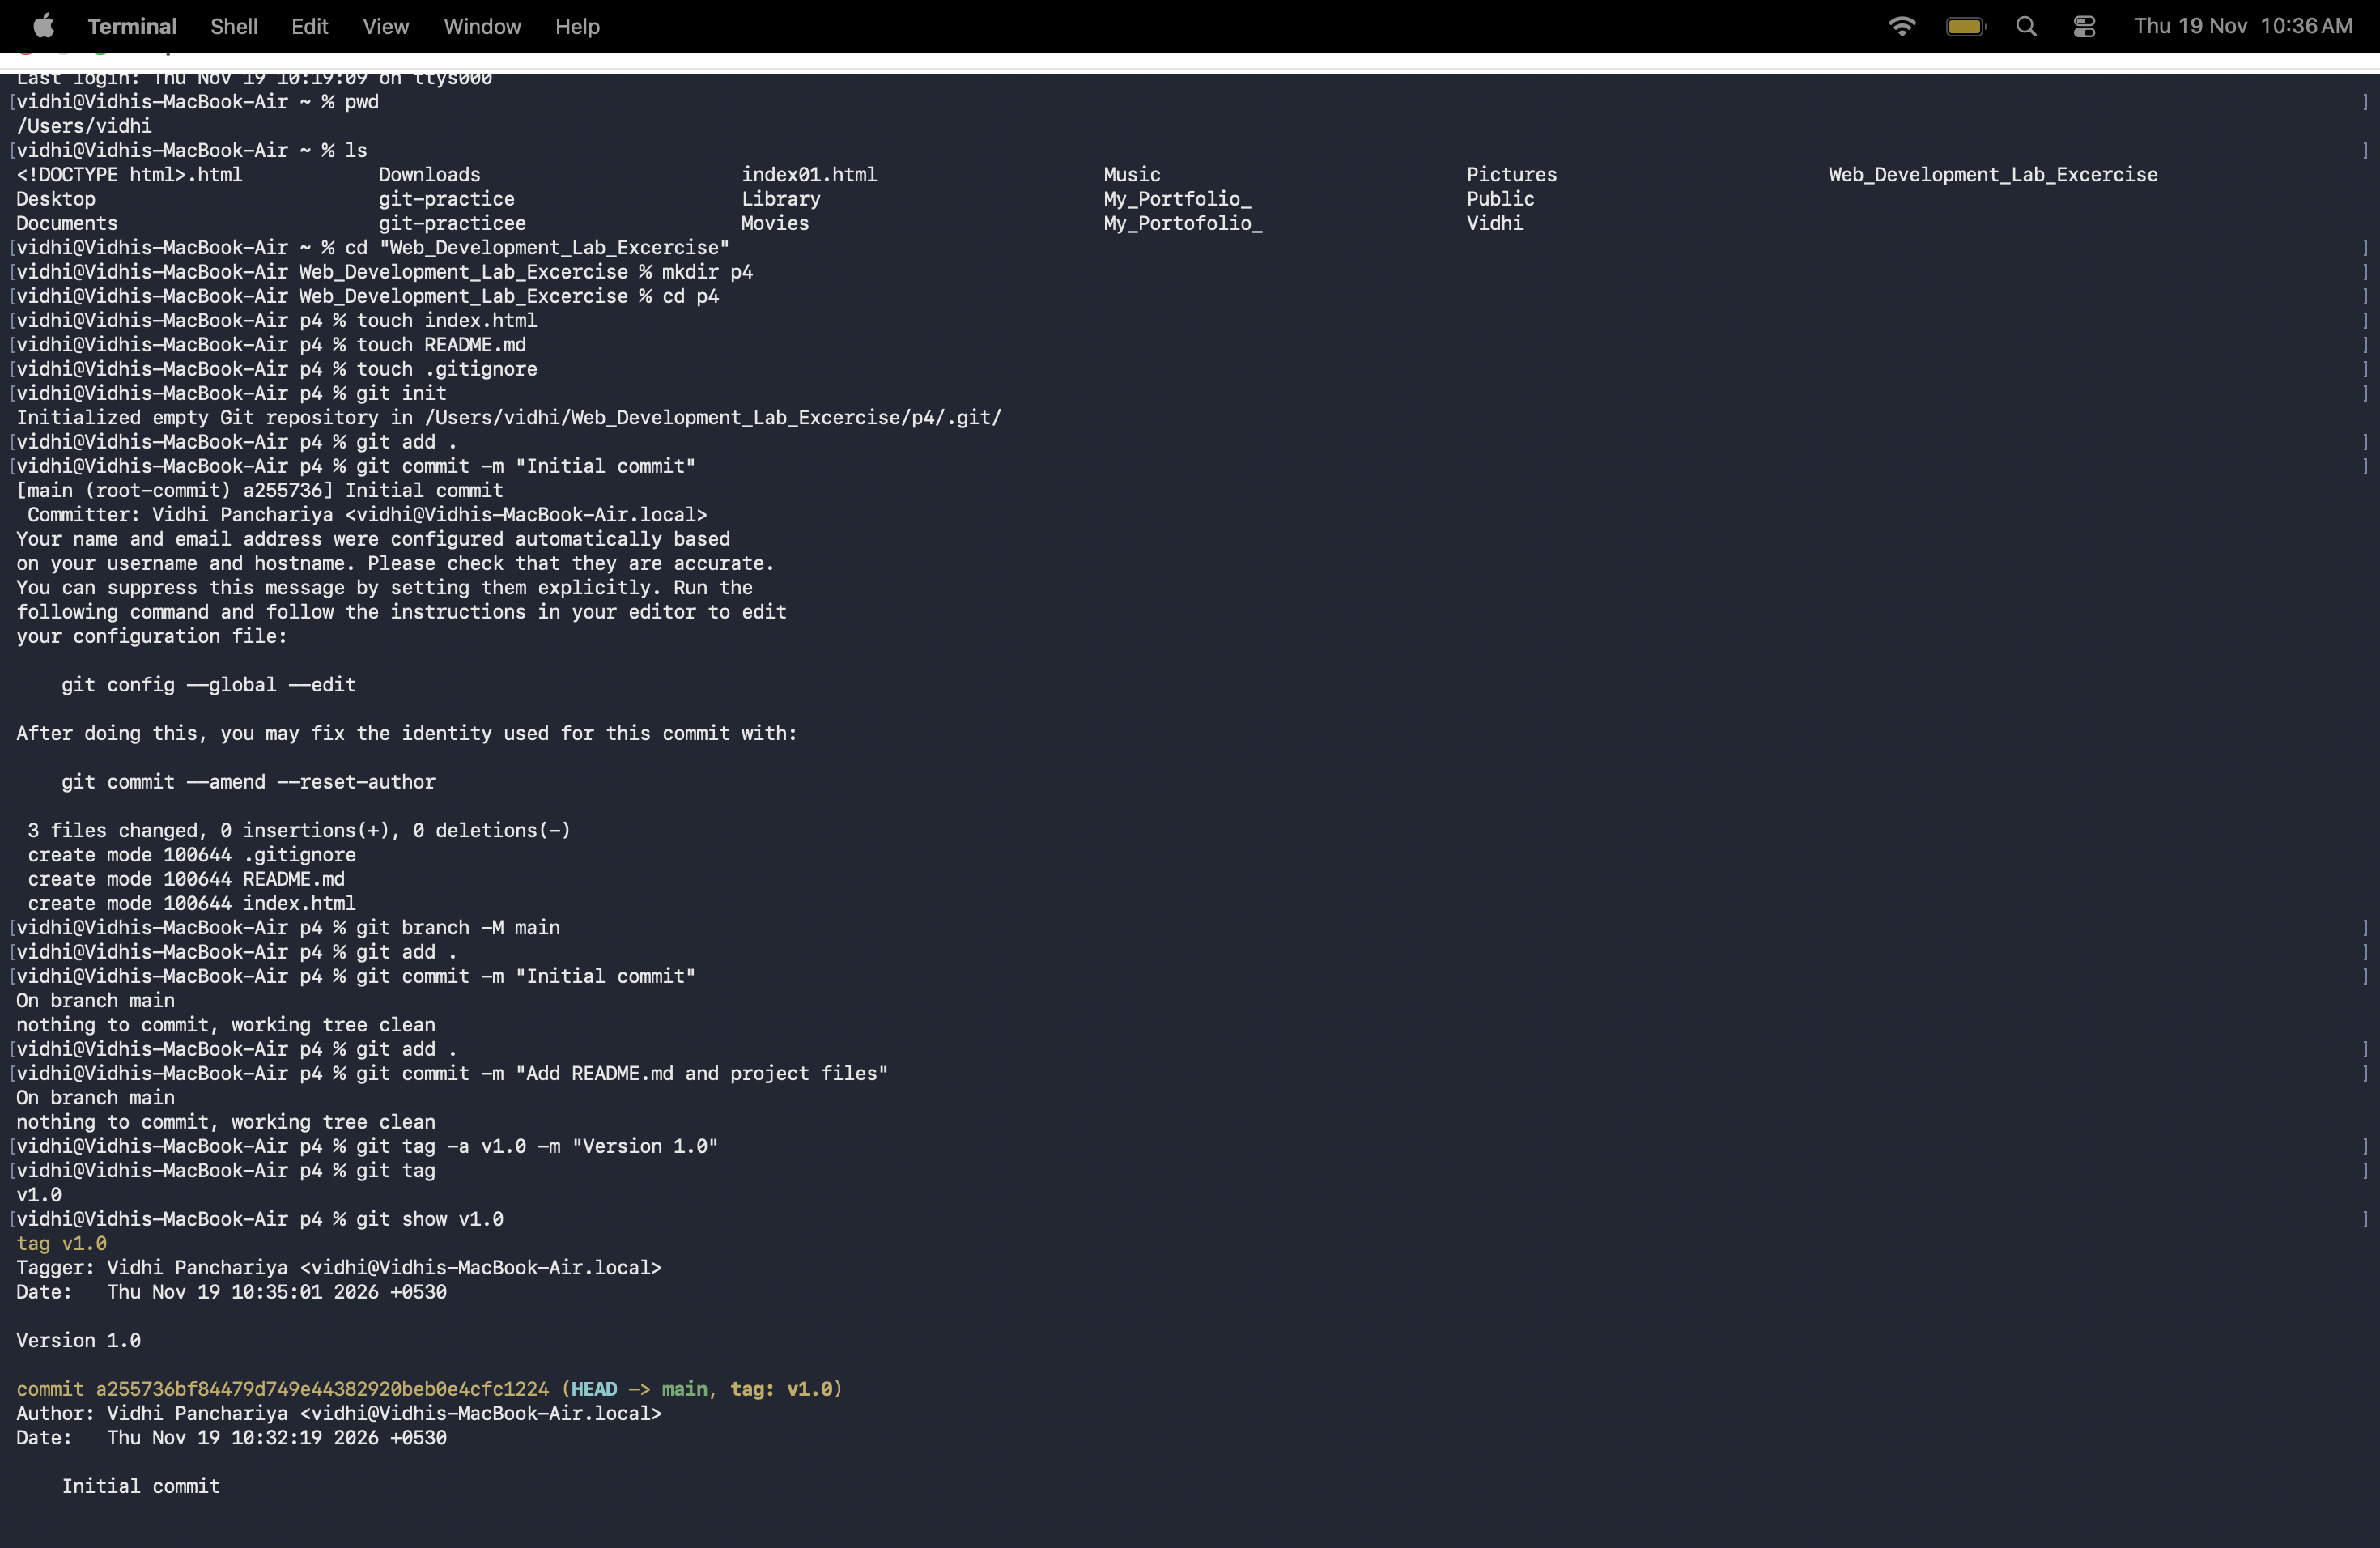 Terminal Shell Edit View Window Help Thu 19 Nov 10:36 AM
Last login: Thu Nov 19 10:19:09 on ttys000
[vidhi@Vidhis-MacBook-Air ~ % pwd ]
/Users/vidhi
[vidhi@Vidhis-MacBook-Air ~ % ls ]
<!DOCTYPE html>.html Downloads index01.html Music Pictures Web_Development_Lab_Excercise
Desktop git-practice Library My_Portfolio_ Public
Documents git-practicee Movies My_Portofolio_ Vidhi
[vidhi@Vidhis-MacBook-Air ~ % cd "Web_Development_Lab_Excercise" ]
[vidhi@Vidhis-MacBook-Air Web_Development_Lab_Excercise % mkdir p4 ]
[vidhi@Vidhis-MacBook-Air Web_Development_Lab_Excercise % cd p4 ]
[vidhi@Vidhis-MacBook-Air p4 % touch index.html ]
[vidhi@Vidhis-MacBook-Air p4 % touch README.md ]
[vidhi@Vidhis-MacBook-Air p4 % touch .gitignore ]
[vidhi@Vidhis-MacBook-Air p4 % git init ]
Initialized empty Git repository in /Users/vidhi/Web_Development_Lab_Excercise/p4/.git/
[vidhi@Vidhis-MacBook-Air p4 % git add . ]
[vidhi@Vidhis-MacBook-Air p4 % git commit -m "Initial commit" ]
[main (root-commit) a255736] Initial commit
Committer: Vidhi Panchariya <vidhi@Vidhis-MacBook-Air.local>
Your name and email address were configured automatically based
on your username and hostname. Please check that they are accurate.
You can suppress this message by setting them explicitly. Run the
following command and follow the instructions in your editor to edit
your configuration file:
git config --global --edit
After doing this, you may fix the identity used for this commit with:
git commit --amend --reset-author
3 files changed, 0 insertions(+), 0 deletions(-)
create mode 100644 .gitignore
create mode 100644 README.md
create mode 100644 index.html
[vidhi@Vidhis-MacBook-Air p4 % git branch -M main ]
[vidhi@Vidhis-MacBook-Air p4 % git add . ]
[vidhi@Vidhis-MacBook-Air p4 % git commit -m "Initial commit" ]
On branch main
nothing to commit, working tree clean
[vidhi@Vidhis-MacBook-Air p4 % git add . ]
[vidhi@Vidhis-MacBook-Air p4 % git commit -m "Add README.md and project files" ]
On branch main
nothing to commit, working tree clean
[vidhi@Vidhis-MacBook-Air p4 % git tag -a v1.0 -m "Version 1.0" ]
[vidhi@Vidhis-MacBook-Air p4 % git tag ]
v1.0
[vidhi@Vidhis-MacBook-Air p4 % git show v1.0 ]
tag v1.0
Tagger: Vidhi Panchariya <vidhi@Vidhis-MacBook-Air.local>
Date: Thu Nov 19 10:35:01 2026 +0530
Version 1.0
commit a255736bf84479d749e44382920beb0e4cfc1224 (HEAD -> main, tag: v1.0)
Author: Vidhi Panchariya <vidhi@Vidhis-MacBook-Air.local>
Date: Thu Nov 19 10:32:19 2026 +0530
Initial commit